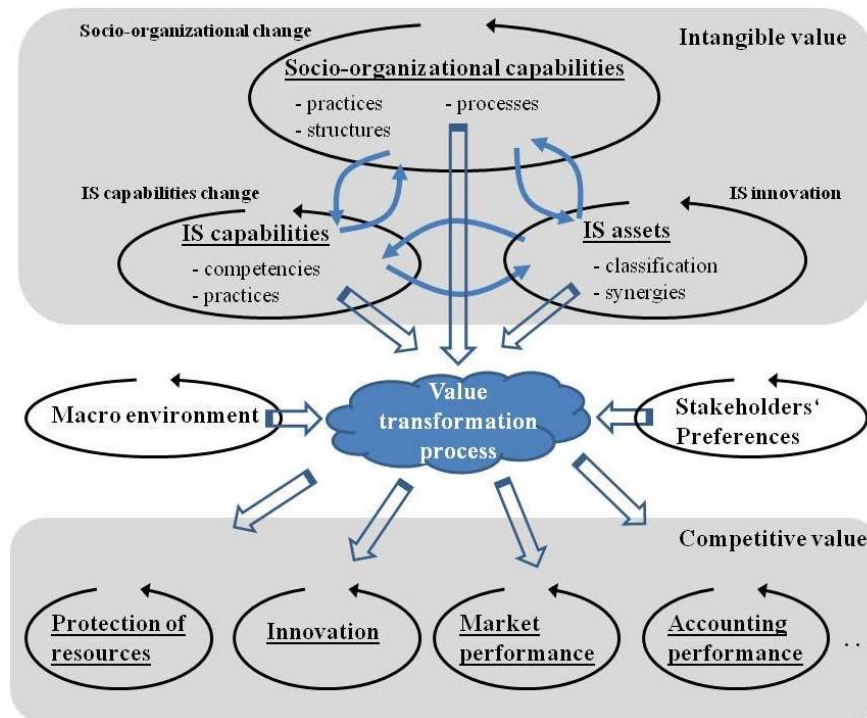 Socio-organizational change
Intangible value
Socio-organizational capabilities
- practices
- processes
- structures
IS capabilities change
IS innovation
IS capabilities
IS assets
- competencies
- classification
- practices
- synergies
Macro environment
Value
transformation
process
Stakeholders‘
Preferences
Competitive value
Protection of
resources
Innovation
Market
performance
Accounting
performance
. . .